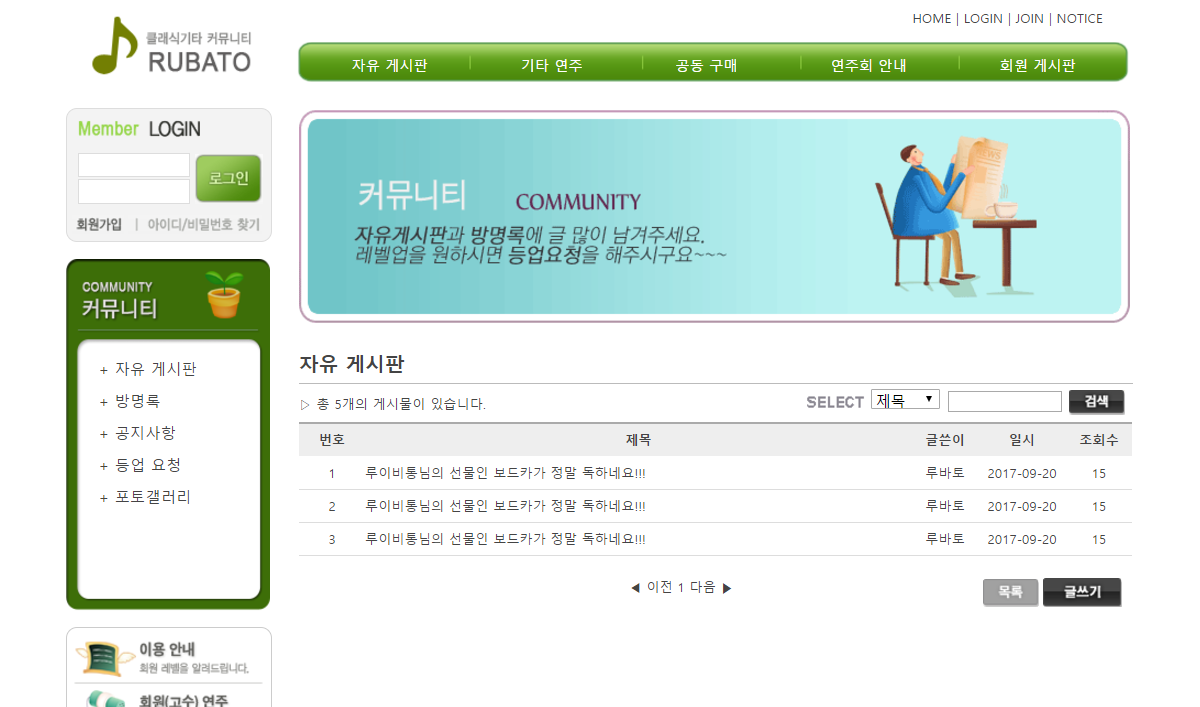 HOME | LOGIN | JOIN | NOTICE
클래식기타 커뮤니티
RUBATO
자유 게시판 기타 연주 공동 구매 연주회 안내 회원 게시판
Member LOGIN
로그인
회원가입 | 아이디/비밀번호 찾기
COMMUNITY
커뮤니티
+ 자유 게시판
+ 방명록
+ 공지사항
+ 등업 요청
+ 포토갤러리
이용 안내
회원 레벨을 알려드립니다.
회원(고수) 연주
커뮤니티 COMMUNITY
자유게시판과 방명록에 글 많이 남겨주세요.
레벨업을 원하시면 등업요청을 해주시구요~~~
NEWS
자유 게시판
▷ 총 5개의 게시물이 있습니다. SELECT 제목 ▼ 검색
번호 제목 글쓴이 일시 조회수
1 루이비통님의 선물인 보드카가 정말 독하네요!!! 루바토 2017-09-20 15
2 루이비통님의 선물인 보드카가 정말 독하네요!!! 루바토 2017-09-20 15
3 루이비통님의 선물인 보드카가 정말 독하네요!!! 루바토 2017-09-20 15
◀ 이전 1 다음 ▶ 목록 글쓰기